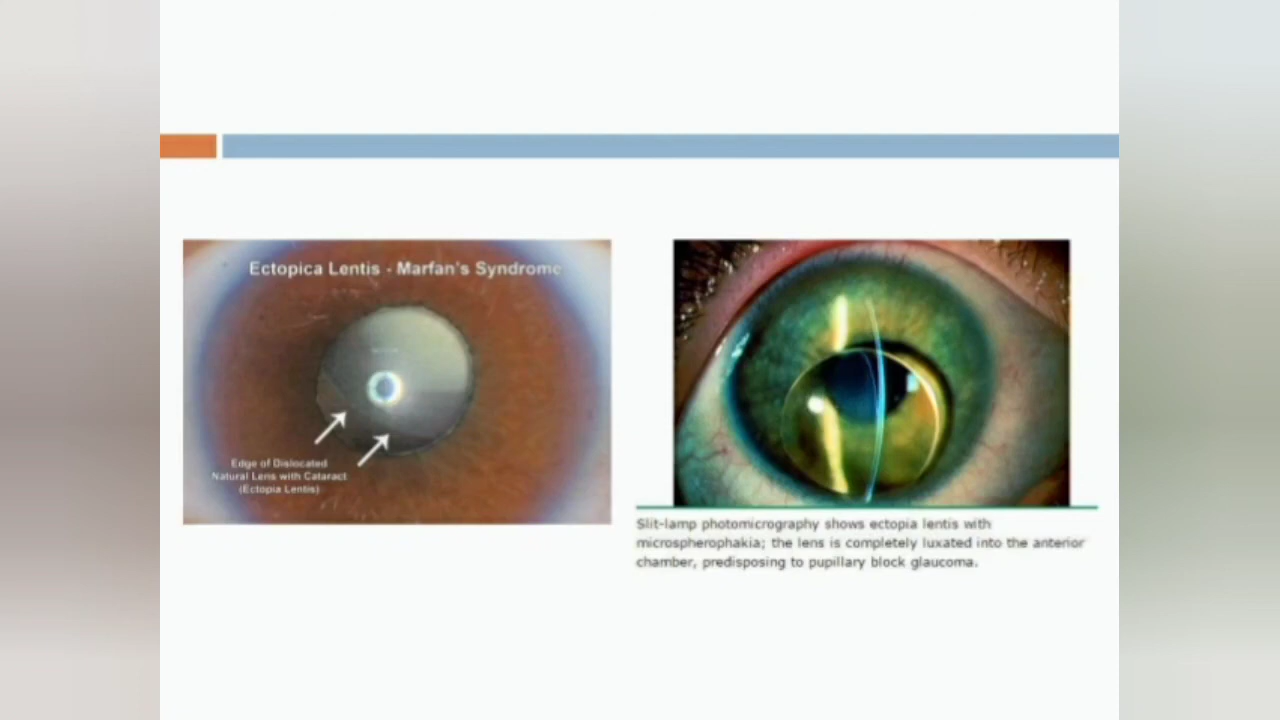 Ectopica Lentis - Marfan's Syndrome
Edge of Dislocated
Natural Lens with Cataract
(Ectopia Lentis)
Slit-lamp photomicrography shows ectopia lentis with
microspherophakia; the lens is completely luxated into the anterior
chamber, predisposing to pupillary block glaucoma.